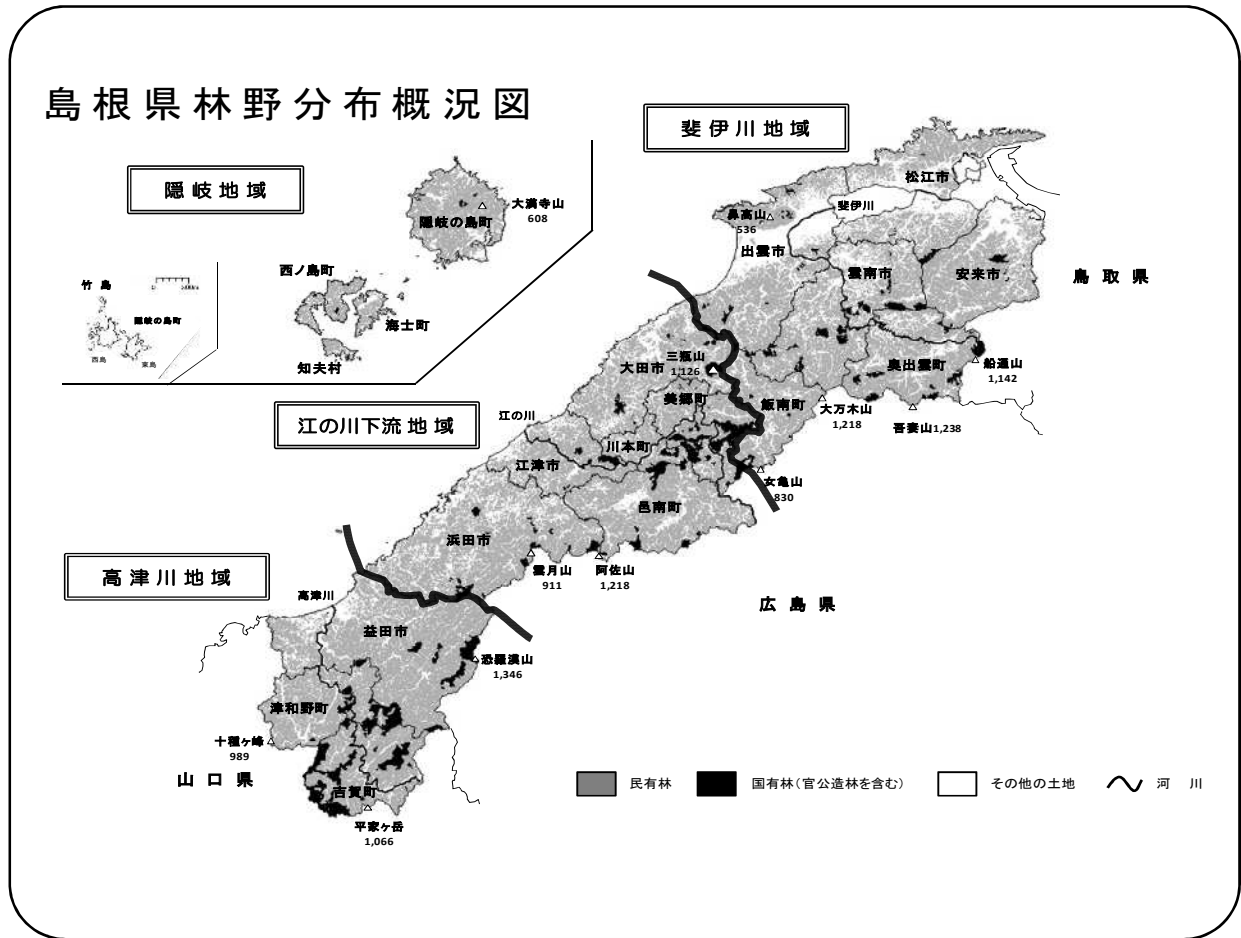 島根県林野分布概況図
斐伊川地域
隠岐地域
松江市
大満寺山
608
隠岐の島町
鼻高山
536
斐伊川
出雲市
西ノ島町
雲南市
安来市
鳥取県
竹島
隠岐の島町
海士町
西島
東島
知夫村
三瓶山
1,126
大田市
奥出雲町
船通山
1,142
美郷町
飯南町
大万木山
1,218
吾妻山1,238
江の川
江の川下流地域
川本町
江津市
女亀山
830
邑南町
浜田市
雲月山
911
阿佐山
1,218
高津川地域
高津川
広島県
益田市
恐羅漢山
1,346
津和野町
十種ヶ峰
989
山口県
吉賀町
平家ヶ岳
1,066
民有林
国有林(官公造林を含む)
その他の土地
河川